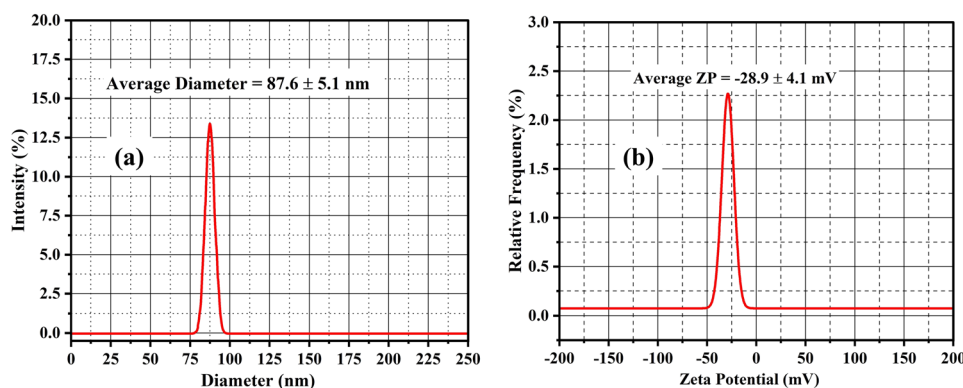 20.0
17.5
15.0
12.5
10.0
7.5
5.0
2.5
0.0
Intensity (%)
Average Diameter = 87.6 ± 5.1 nm
(a)
0 25 50 75 100 125 150 175 200 225 250
Diameter (nm)
3.0
2.5
2.0
1.5
1.0
0.5
0.0
Relative Frequency (%)
Average ZP = -28.9 ± 4.1 mV
(b)
-200 -150 -100 -50 0 50 100 150 200
Zeta Potential (mV)